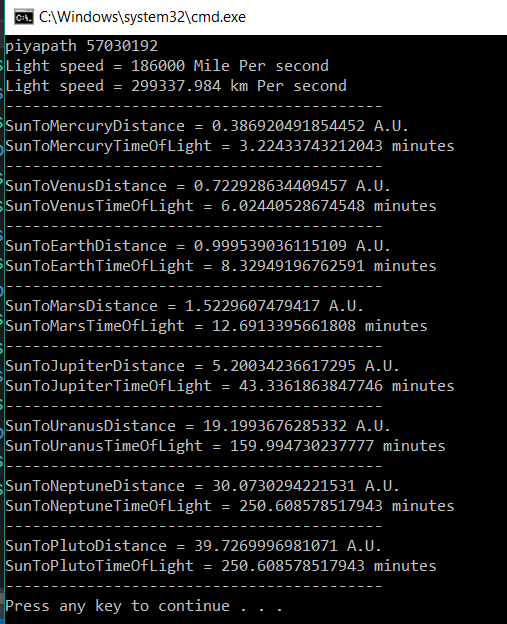 C:\Windows\system32\cmd.exe
piyapath 57030192
Light speed = 186000 Mile Per second
Light speed = 299337.984 km Per second
-----------------------------------------
SunToMercuryDistance = 0.386920491854452 A.U.
SunToMercuryTimeOfLight = 3.22433743212043 minutes
-----------------------------------------
SunToVenusDistance = 0.722928634409457 A.U.
SunToVenusTimeOfLight = 6.02440528674548 minutes
-----------------------------------------
SunToEarthDistance = 0.999539036115109 A.U.
SunToEarthTimeOfLight = 8.32949196762591 minutes
-----------------------------------------
SunToMarsDistance = 1.5229607479417 A.U.
SunToMarsTimeOfLight = 12.6913395661808 minutes
-----------------------------------------
SunToJupiterDistance = 5.20034236617295 A.U.
SunToJupiterTimeOfLight = 43.3361863847746 minutes
-----------------------------------------
SunToUranusDistance = 19.1993676285332 A.U.
SunToUranusTimeOfLight = 159.994730237777 minutes
-----------------------------------------
SunToNeptuneDistance = 30.0730294221531 A.U.
SunToNeptuneTimeOfLight = 250.608578517943 minutes
-----------------------------------------
SunToPlutoDistance = 39.7269996981071 A.U.
SunToPlutoTimeOfLight = 250.608578517943 minutes
-----------------------------------------
Press any key to continue . . .